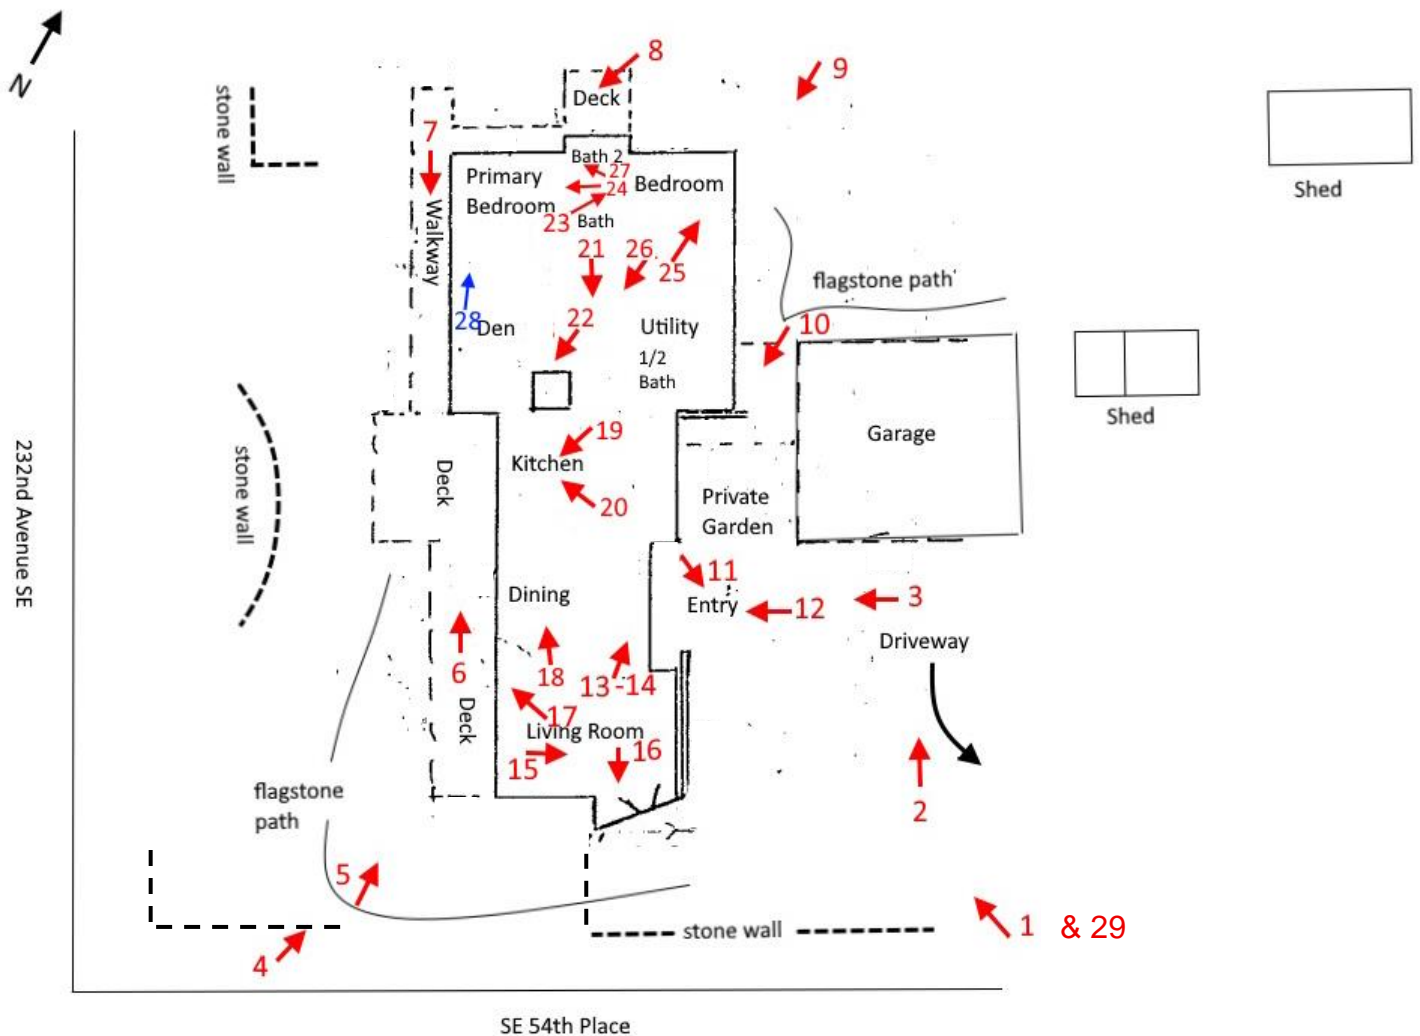 N
stone wall
8
Deck
9
7
Shed
Bath 2
27
Primary
Bedroom
24
Bedroom
23
Bath
Walkway
21
26
25
flagstone path
28
Den
22
Utility
10
1/2
Bath
Shed
Garage
19
Kitchen
20
Deck
stone wall
232nd Avenue SE
Private
Garden
11
Entry
12
3
Dining
Driveway
6
18
13-14
17
Deck
Living Room
15
16
2
flagstone
path
5
4
stone wall
1 & 29
SE 54th Place